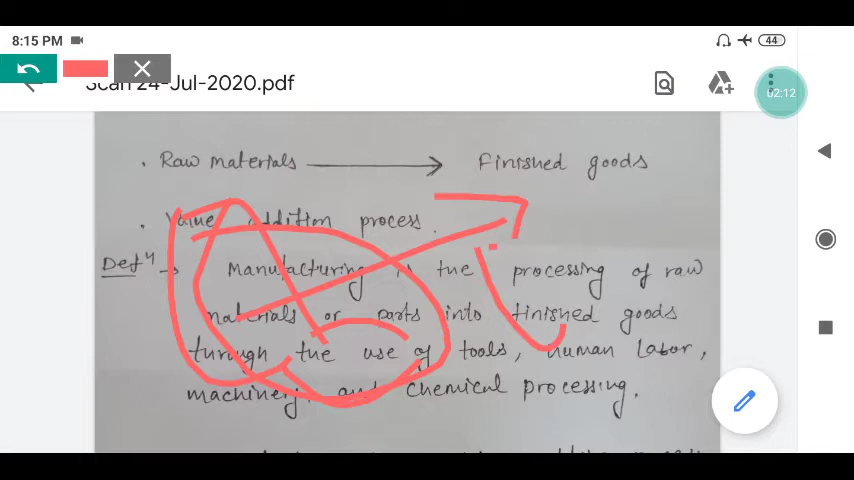 8:15 PM
44
Scan 24-Jul-2020.pdf
02:12
. Raw materials → Finished goods
. Value addition process.
Defⁿ → Manufacturing is the processing of raw
materials or parts into finished goods
through the use of tools, human labor,
machinery, and chemical processing.